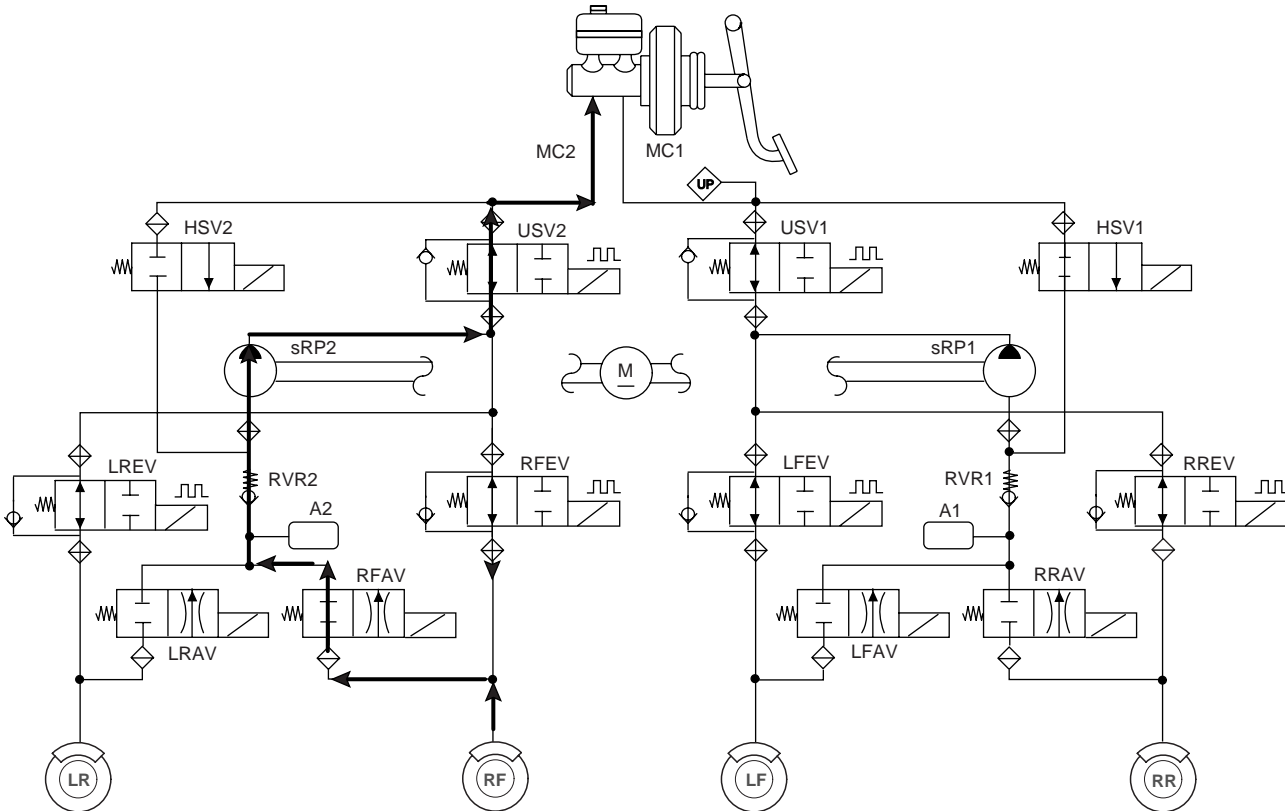 MC2
MC1
UP
HSV2
USV2
USV1
HSV1
sRP2
M
sRP1
LREV
RVR2
RFEV
LFEV
RVR1
RREV
A2
A1
RFAV
RRAV
LRAV
LFAV
LR
RF
LF
RR